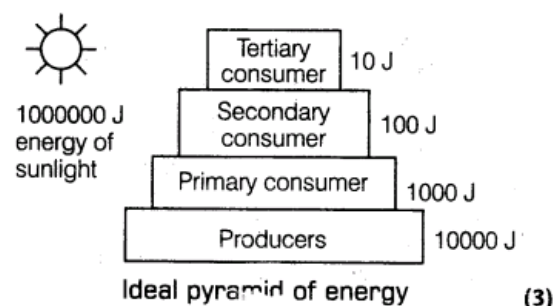 1000000 J
energy of
sunlight
Tertiary
consumer
10 J
Secondary
consumer
100 J
Primary consumer
1000 J
Producers
10000 J
Ideal pyramid of energy
(3)